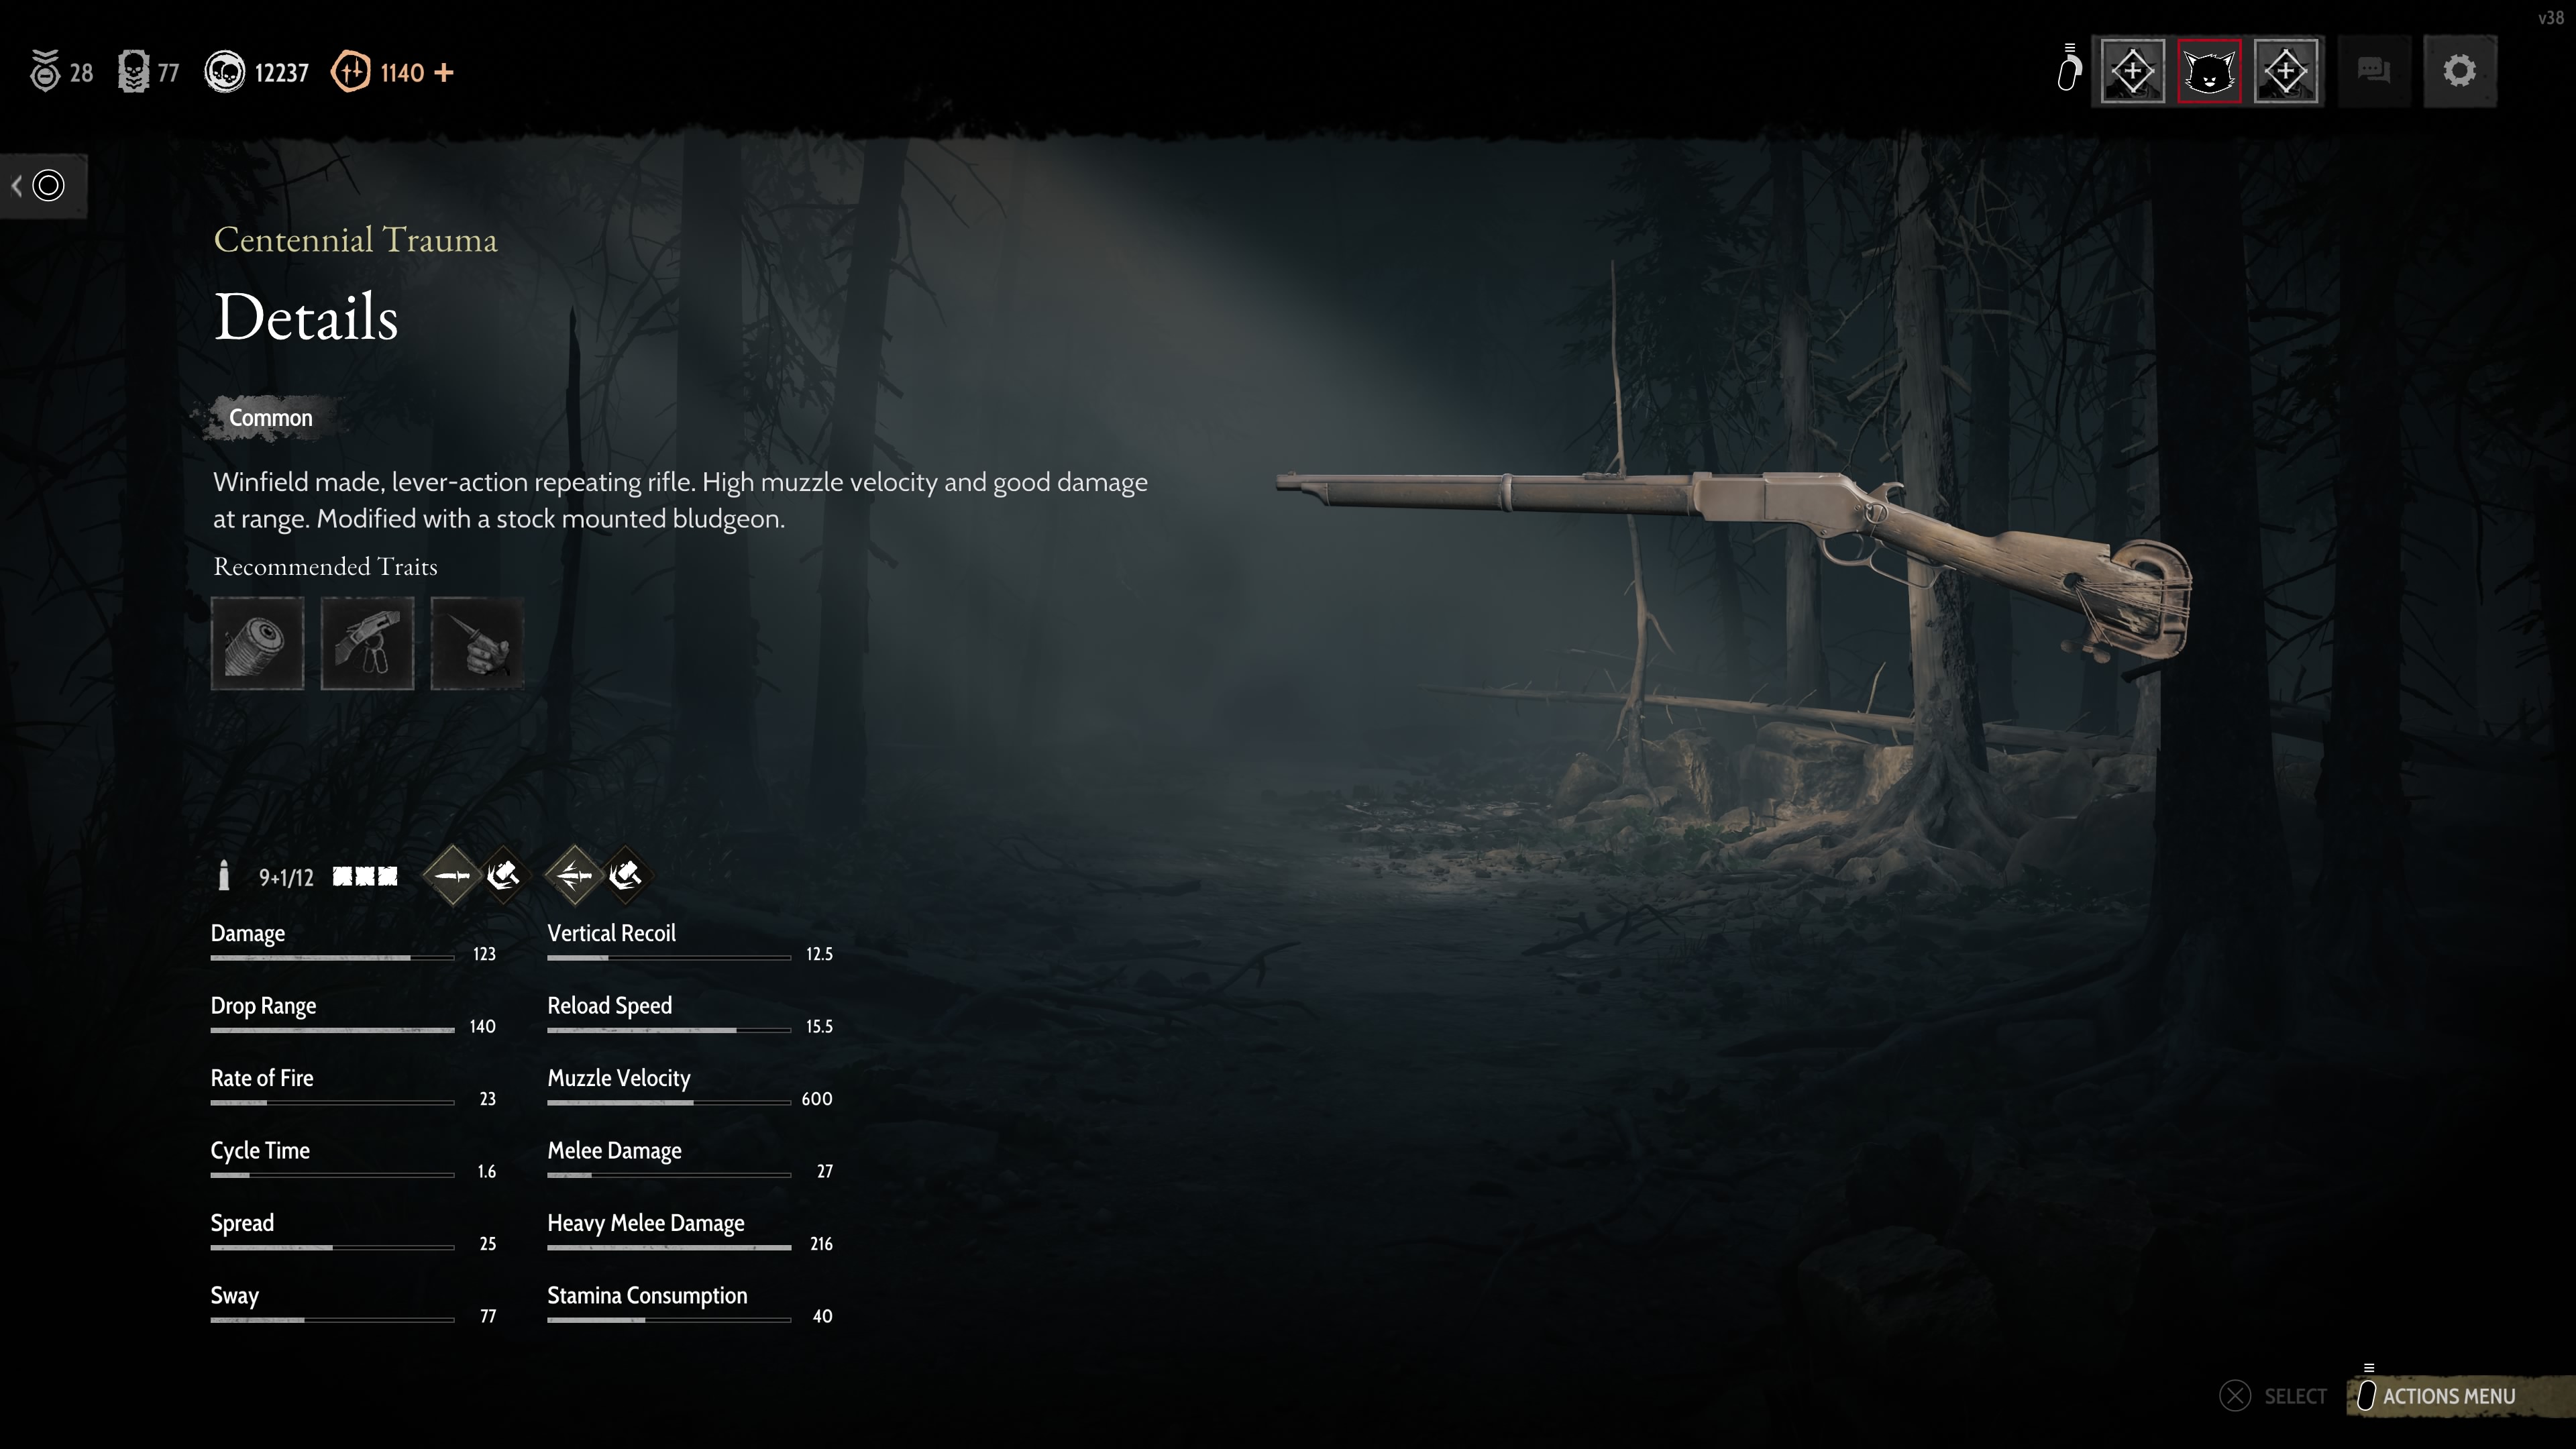 v38
28
77
12237
1140 +
Centennial Trauma
Details
Common
Winfield made, lever-action repeating rifle. High muzzle velocity and good damage
at range. Modified with a stock mounted bludgeon.
Recommended Traits
9+1/12
Damage
123
Drop Range
140
Rate of Fire
23
Cycle Time
1.6
Spread
25
Sway
77
Vertical Recoil
12.5
Reload Speed
15.5
Muzzle Velocity
600
Melee Damage
27
Heavy Melee Damage
216
Stamina Consumption
40
SELECT
ACTIONS MENU